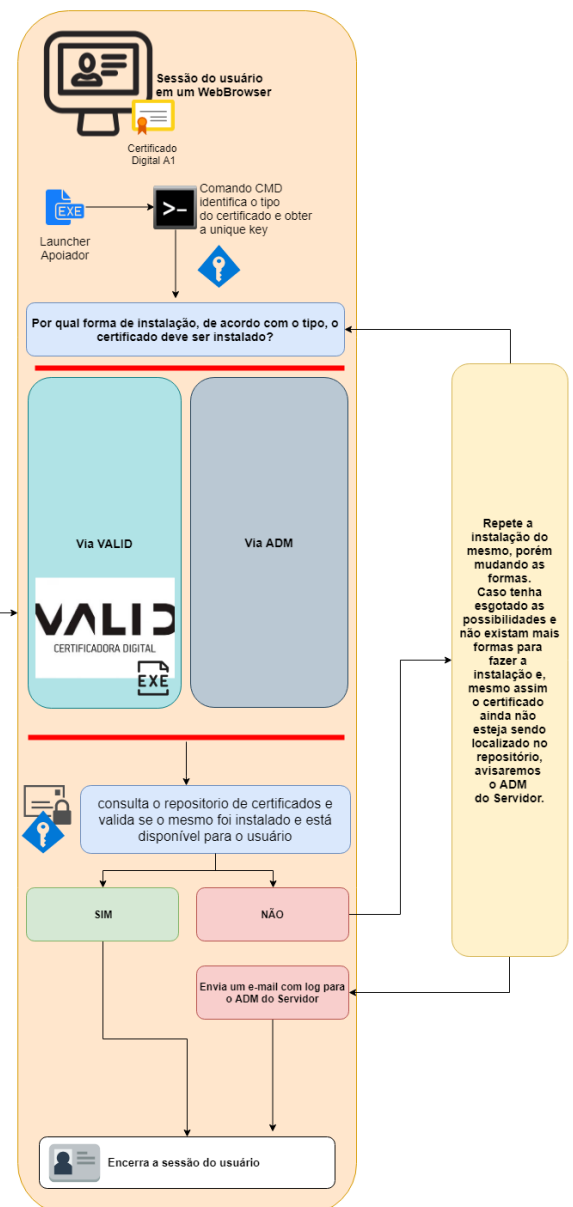 Sessão do usuário
em um WebBrowser
Certificado
Digital A1
EXE
Launcher
Apoiador
>-
Comando CMD
identifica o tipo
do certificado e obter
a unique key
Por qual forma de instalação, de acordo com o tipo, o
certificado deve ser instalado?
Via VALID
VALID
CERTIFICADORA DIGITAL
EXE
Via ADM
Repete a
instalação do
mesmo, porém
mudando as
formas.
Caso tenha
esgotado as
possibilidades e
não existam mais
formas para
fazer a
instalação e,
mesmo assim
o certificado
ainda não
esteja sendo
localizado no
repositório,
avisaremos
o ADM
do Servidor.
consulta o repositorio de certificados e
valida se o mesmo foi instalado e está
disponível para o usuário
SIM
NÃO
Envia um e-mail com log para
o ADM do Servidor
Encerra a sessão do usuário